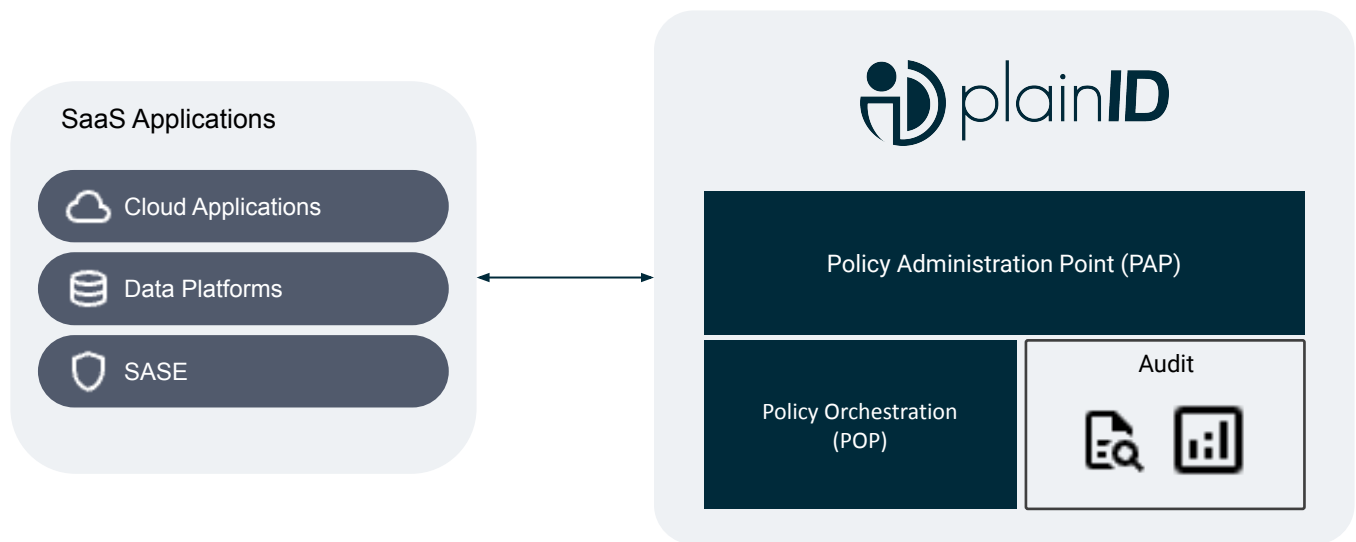 SaaS Applications
Cloud Applications
Data Platforms
SASE
plainID
Policy Administration Point (PAP)
Policy Orchestration
(POP)
Audit